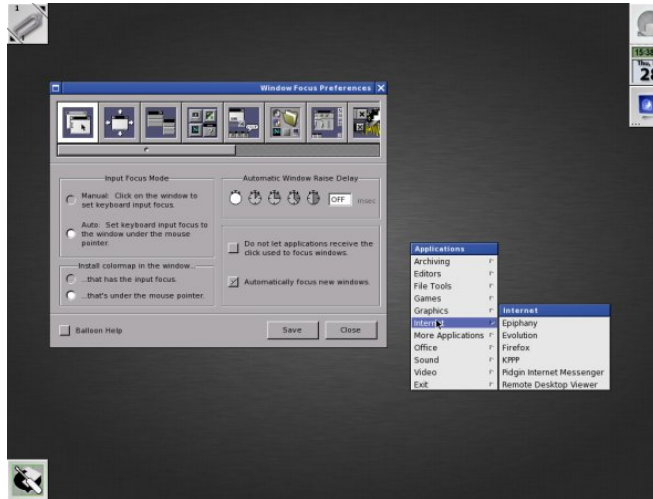 1
15:38
Thu,
28
Window Focus Preferences
Input Focus Mode
Manual: Click on the window to
set keyboard input focus.
Auto: Set keyboard input focus to
the window under the mouse
pointer.
Install colormap in the window...
...that has the input focus.
...that's under the mouse pointer.
Automatic Window Raise Delay
OFF msec
Do not let applications receive the
click used to focus windows.
Automatically focus new windows.
Balloon Help
Save
Close
Applications
Archiving
Editors
File Tools
Games
Graphics
Internet
More Applications
Office
Sound
Video
Exit
Internet
Epiphany
Evolution
Firefox
KPPP
Pidgin Internet Messenger
Remote Desktop Viewer